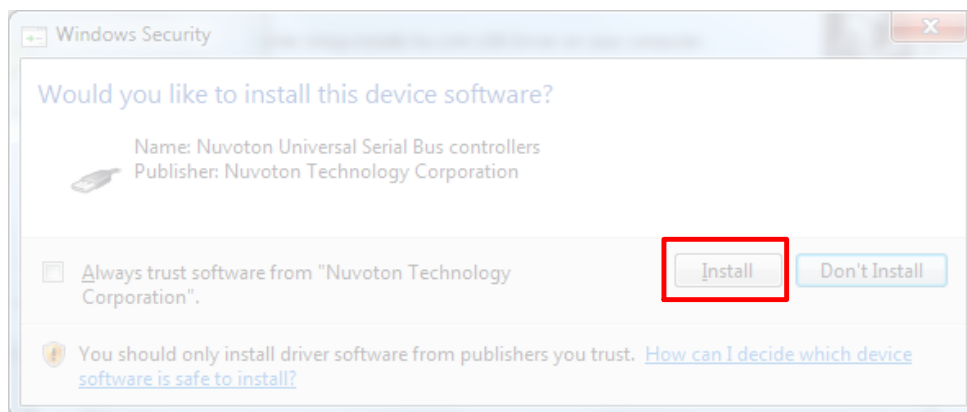 Windows Security
Would you like to install this device software?
Name: Nuvoton Universal Serial Bus controllers
Publisher: Nuvoton Technology Corporation
Always trust software from "Nuvoton Technology
Corporation".
Install
Don't Install
You should only install driver software from publishers you trust. How can I decide which device
software is safe to install?